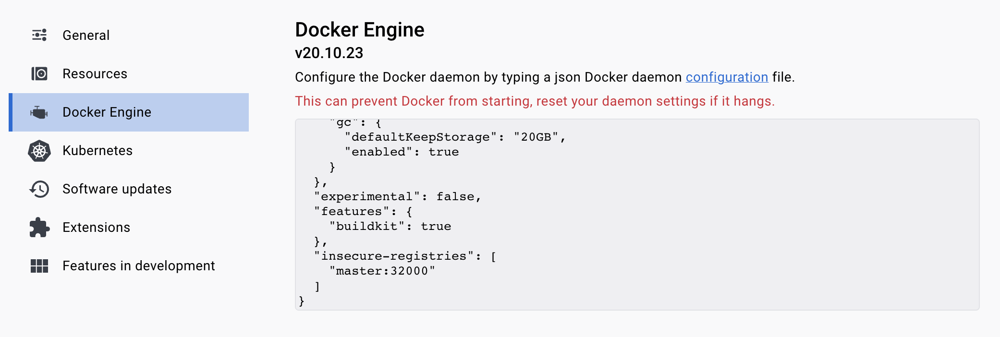 General
Resources
Docker Engine
Kubernetes
Software updates
Extensions
Features in development
Docker Engine
v20.10.23
Configure the Docker daemon by typing a json Docker daemon configuration file.
This can prevent Docker from starting, reset your daemon settings if it hangs.
    "gc": {
      "defaultKeepStorage": "20GB",
      "enabled": true
    }
  },
  "experimental": false,
  "features": {
    "buildkit": true
  },
  "insecure-registries": [
    "master:32000"
  ]
}